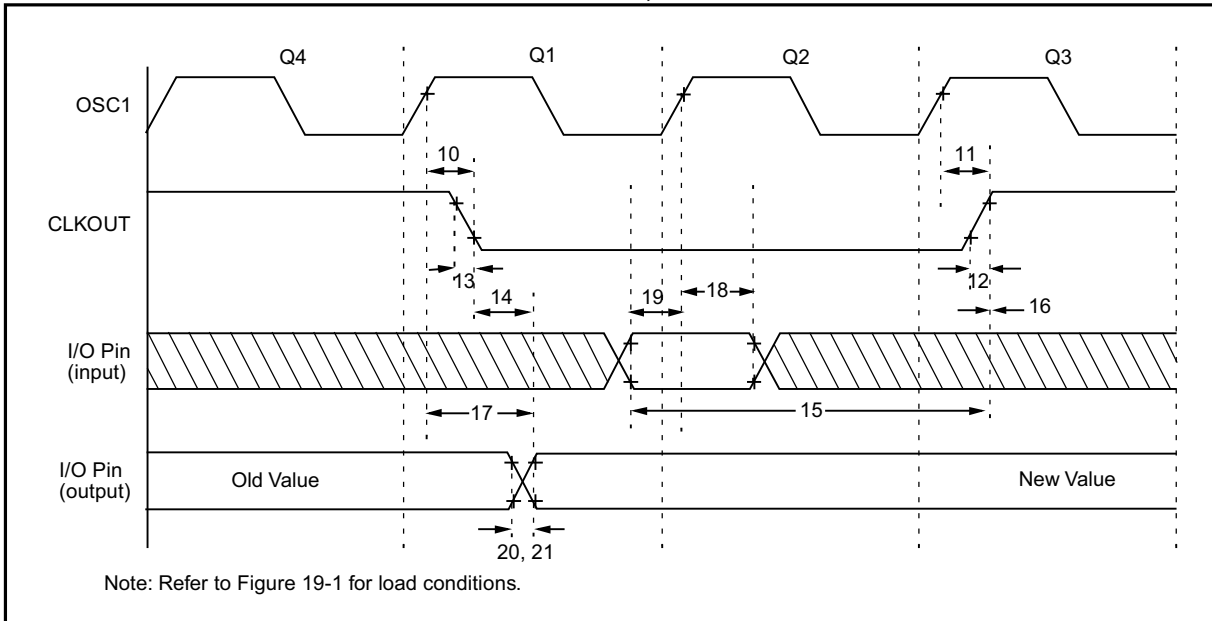 Q4 Q1 Q2 Q3
OSC1
10 11
CLKOUT
13 12
14 19 18 16
I/O Pin
(input)
15
17
I/O Pin
(output)
Old Value New Value
20, 21
Note: Refer to Figure 19-1 for load conditions.